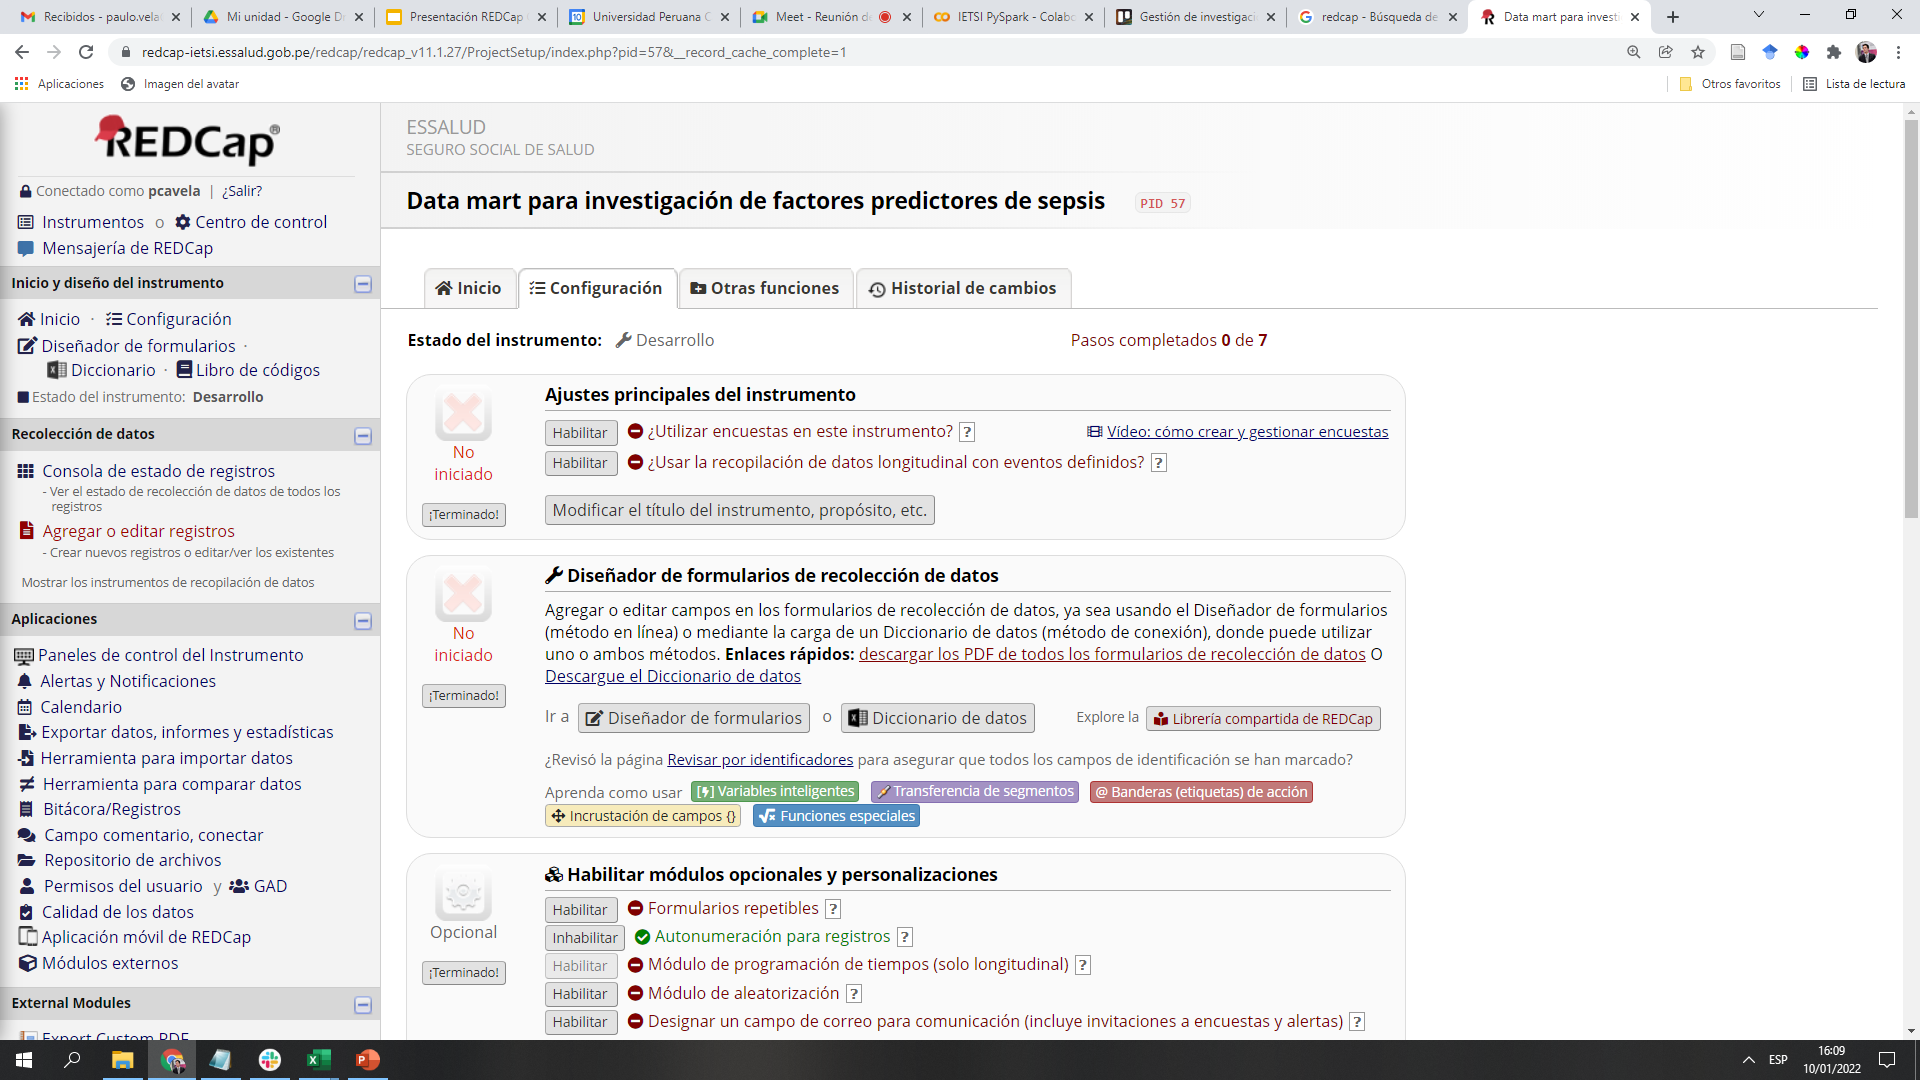 Recibidos - paulo.vela
Mi unidad - Google D
Presentación REDCap
Universidad Peruana C
Meet - Reunión d
IETSI PySpark - Colabo
Gestión de investigaci
redcap - Búsqueda de
Data mart para investi
redcap-ietsi.essalud.gob.pe/redcap/redcap_v11.1.27/ProjectSetup/index.php?pid=57&__record_cache_complete=1
Aplicaciones
Imagen del avatar
Otros favoritos
Lista de lectura
REDCap®
Conectado como pcavela | ¿Salir?
Instrumentos o Centro de control
Mensajería de REDCap
Inicio y diseño del instrumento
Inicio · Configuración
Diseñador de formularios ·
Diccionario · Libro de códigos
Estado del instrumento: Desarrollo
Recolección de datos
Consola de estado de registros
- Ver el estado de recolección de datos de todos los
registros
Agregar o editar registros
- Crear nuevos registros o editar/ver los existentes
Mostrar los instrumentos de recopilación de datos
Aplicaciones
Paneles de control del Instrumento
Alertas y Notificaciones
Calendario
Exportar datos, informes y estadísticas
Herramienta para importar datos
Herramienta para comparar datos
Bitácora/Registros
Campo comentario, conectar
Repositorio de archivos
Permisos del usuario y GAD
Calidad de los datos
Aplicación móvil de REDCap
Módulos externos
External Modules
Export Custom PDF
ESSALUD
SEGURO SOCIAL DE SALUD
Data mart para investigación de factores predictores de sepsis PID 57
Inicio
Configuración
Otras funciones
Historial de cambios
Estado del instrumento: Desarrollo
Pasos completados 0 de 7
No
iniciado
¡Terminado!
Ajustes principales del instrumento
Habilitar ¿Utilizar encuestas en este instrumento? ? Vídeo: cómo crear y gestionar encuestas
Habilitar ¿Usar la recopilación de datos longitudinal con eventos definidos? ?
Modificar el título del instrumento, propósito, etc.
No
iniciado
¡Terminado!
Diseñador de formularios de recolección de datos
Agregar o editar campos en los formularios de recolección de datos, ya sea usando el Diseñador de formularios
(método en línea) o mediante la carga de un Diccionario de datos (método de conexión), donde puede utilizar
uno o ambos métodos. Enlaces rápidos: descargar los PDF de todos los formularios de recolección de datos O
Descargue el Diccionario de datos
Ir a Diseñador de formularios o Diccionario de datos Explore la Librería compartida de REDCap
¿Revisó la página Revisar por identificadores para asegurar que todos los campos de identificación se han marcado?
Aprenda como usar [⚡] Variables inteligentes Transferencia de segmentos @ Banderas (etiquetas) de acción
Incrustación de campos {} Funciones especiales
Opcional
¡Terminado!
Habilitar módulos opcionales y personalizaciones
Habilitar Formularios repetibles ?
Inhabilitar Autonumeración para registros ?
Habilitar Módulo de programación de tiempos (solo longitudinal) ?
Habilitar Módulo de aleatorización ?
Habilitar Designar un campo de correo para comunicación (incluye invitaciones a encuestas y alertas) ?
ESP
16:09
10/01/2022